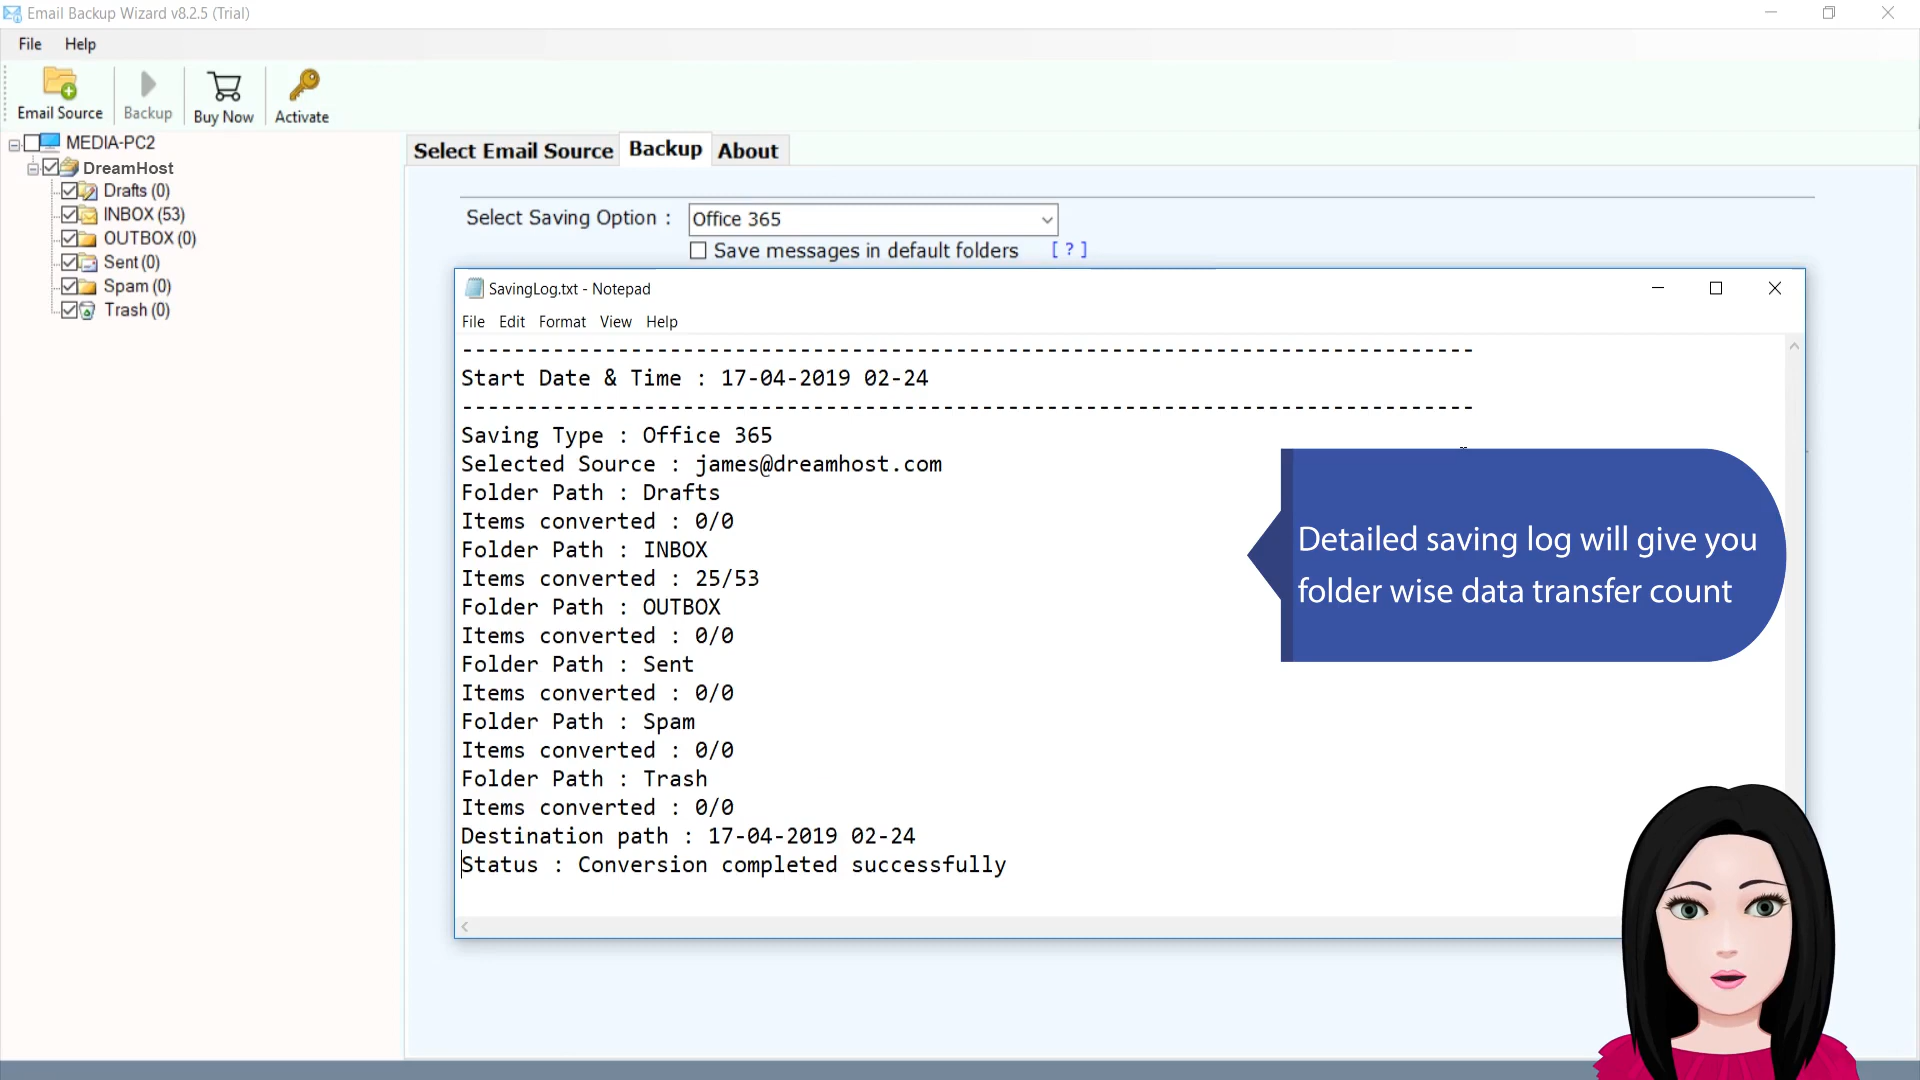 Email Backup Wizard v8.2.5 (Trial)
File Help
Email Source Backup Buy Now Activate
MEDIA-PC2
DreamHost
Drafts (0)
INBOX (53)
OUTBOX (0)
Sent (0)
Spam (0)
Trash (0)
Select Email Source Backup About
Select Saving Option : Office 365
Save messages in default folders [ ? ]
SavingLog.txt - Notepad
File Edit Format View Help
------------------------------------------------------------------------------
Start Date & Time : 17-04-2019 02-24
------------------------------------------------------------------------------
Saving Type : Office 365
Selected Source : james@dreamhost.com
Folder Path : Drafts
Items converted : 0/0
Folder Path : INBOX
Items converted : 25/53
Folder Path : OUTBOX
Items converted : 0/0
Folder Path : Sent
Items converted : 0/0
Folder Path : Spam
Items converted : 0/0
Folder Path : Trash
Items converted : 0/0
Destination path : 17-04-2019 02-24
Status : Conversion completed successfully
Detailed saving log will give you
folder wise data transfer count